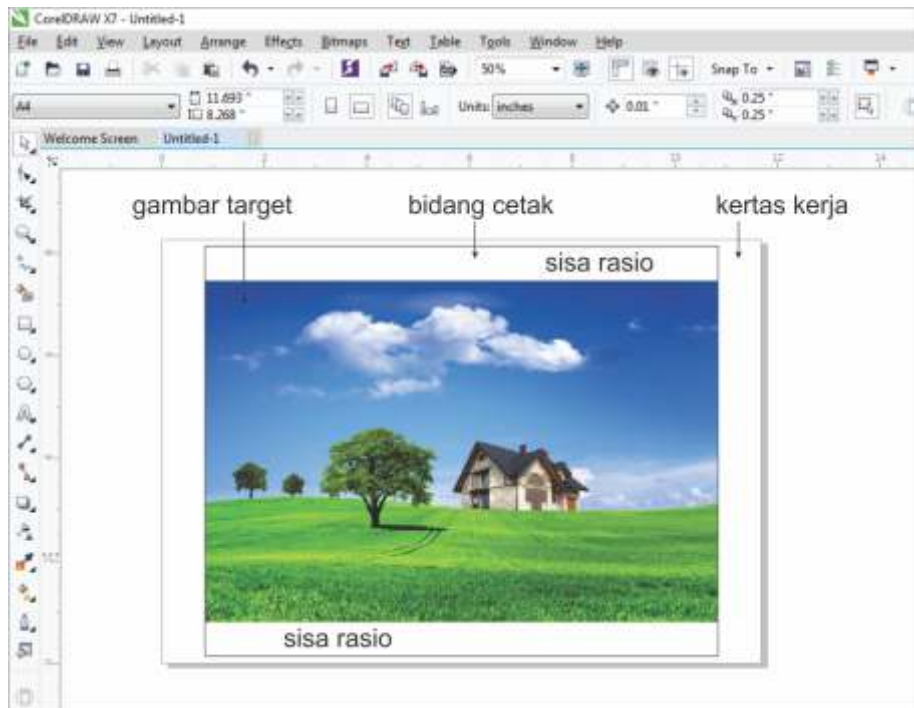 CorelDRAW X7 - Untitled-1
File Edit View Layout Arrange Effects Bitmaps Text Table Tools Window Help
50% Snap To
A4 11.693 " 8.268 " Units: inches 0.01 " 0.25 " 0.25 "
Welcome Screen Untitled-1
gambar target bidang cetak kertas kerja
sisa rasio
sisa rasio